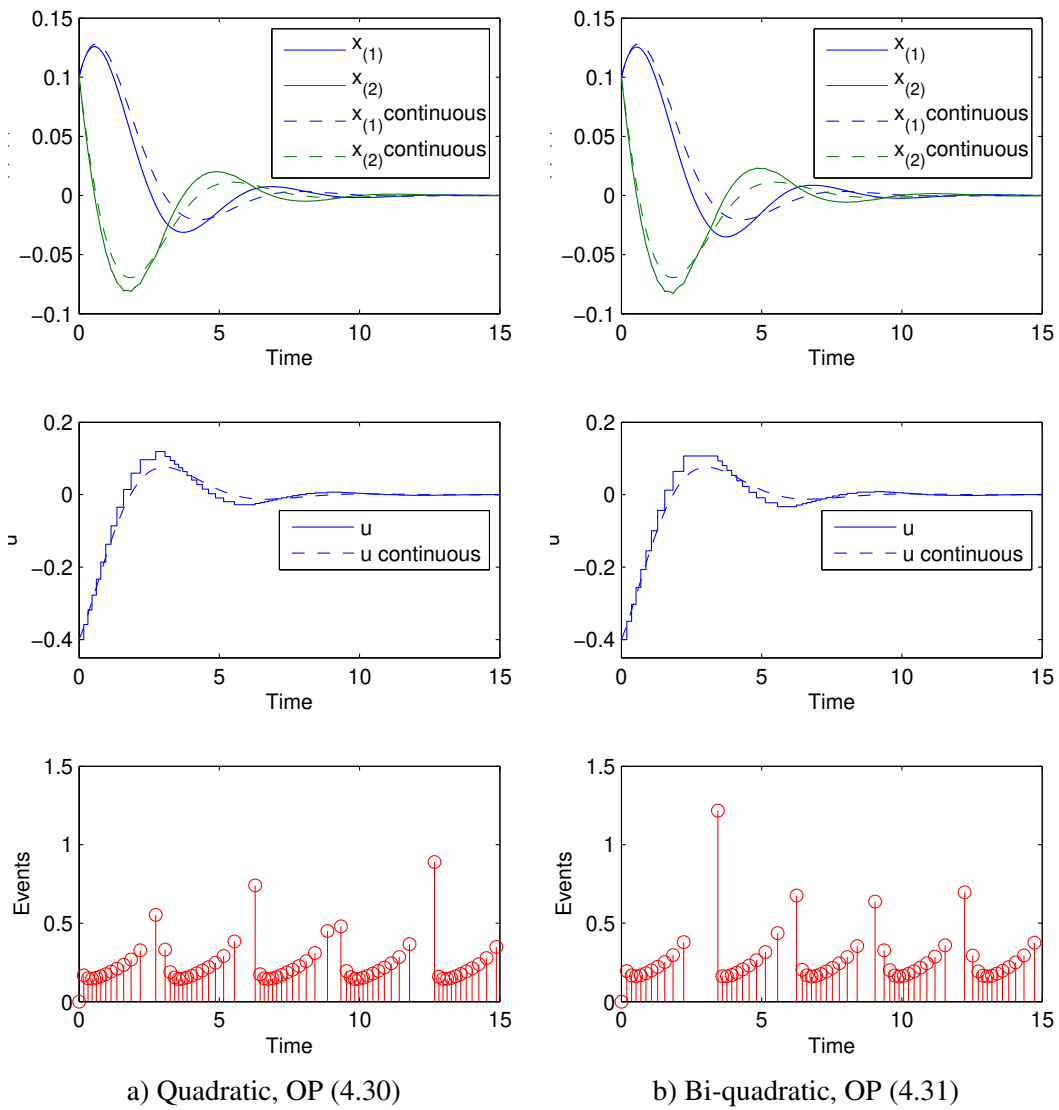 0.15
0.1
0.05
0
−0.05
−0.1
0
5
10
15
Time
x(1)
x(2)
x(1)continuous
x(2)continuous
0.15
0.1
0.05
0
−0.05
−0.1
0
5
10
15
Time
x(1)
x(2)
x(1)continuous
x(2)continuous
0.2
0
−0.2
−0.4
0
5
10
15
Time
u
u
u continuous
0.2
0
−0.2
−0.4
0
5
10
15
Time
u
u
u continuous
1.5
1
0.5
0
0
5
10
15
Time
Events
1.5
1
0.5
0
0
5
10
15
Time
Events
a) Quadratic, OP (4.30)
b) Bi-quadratic, OP (4.31)